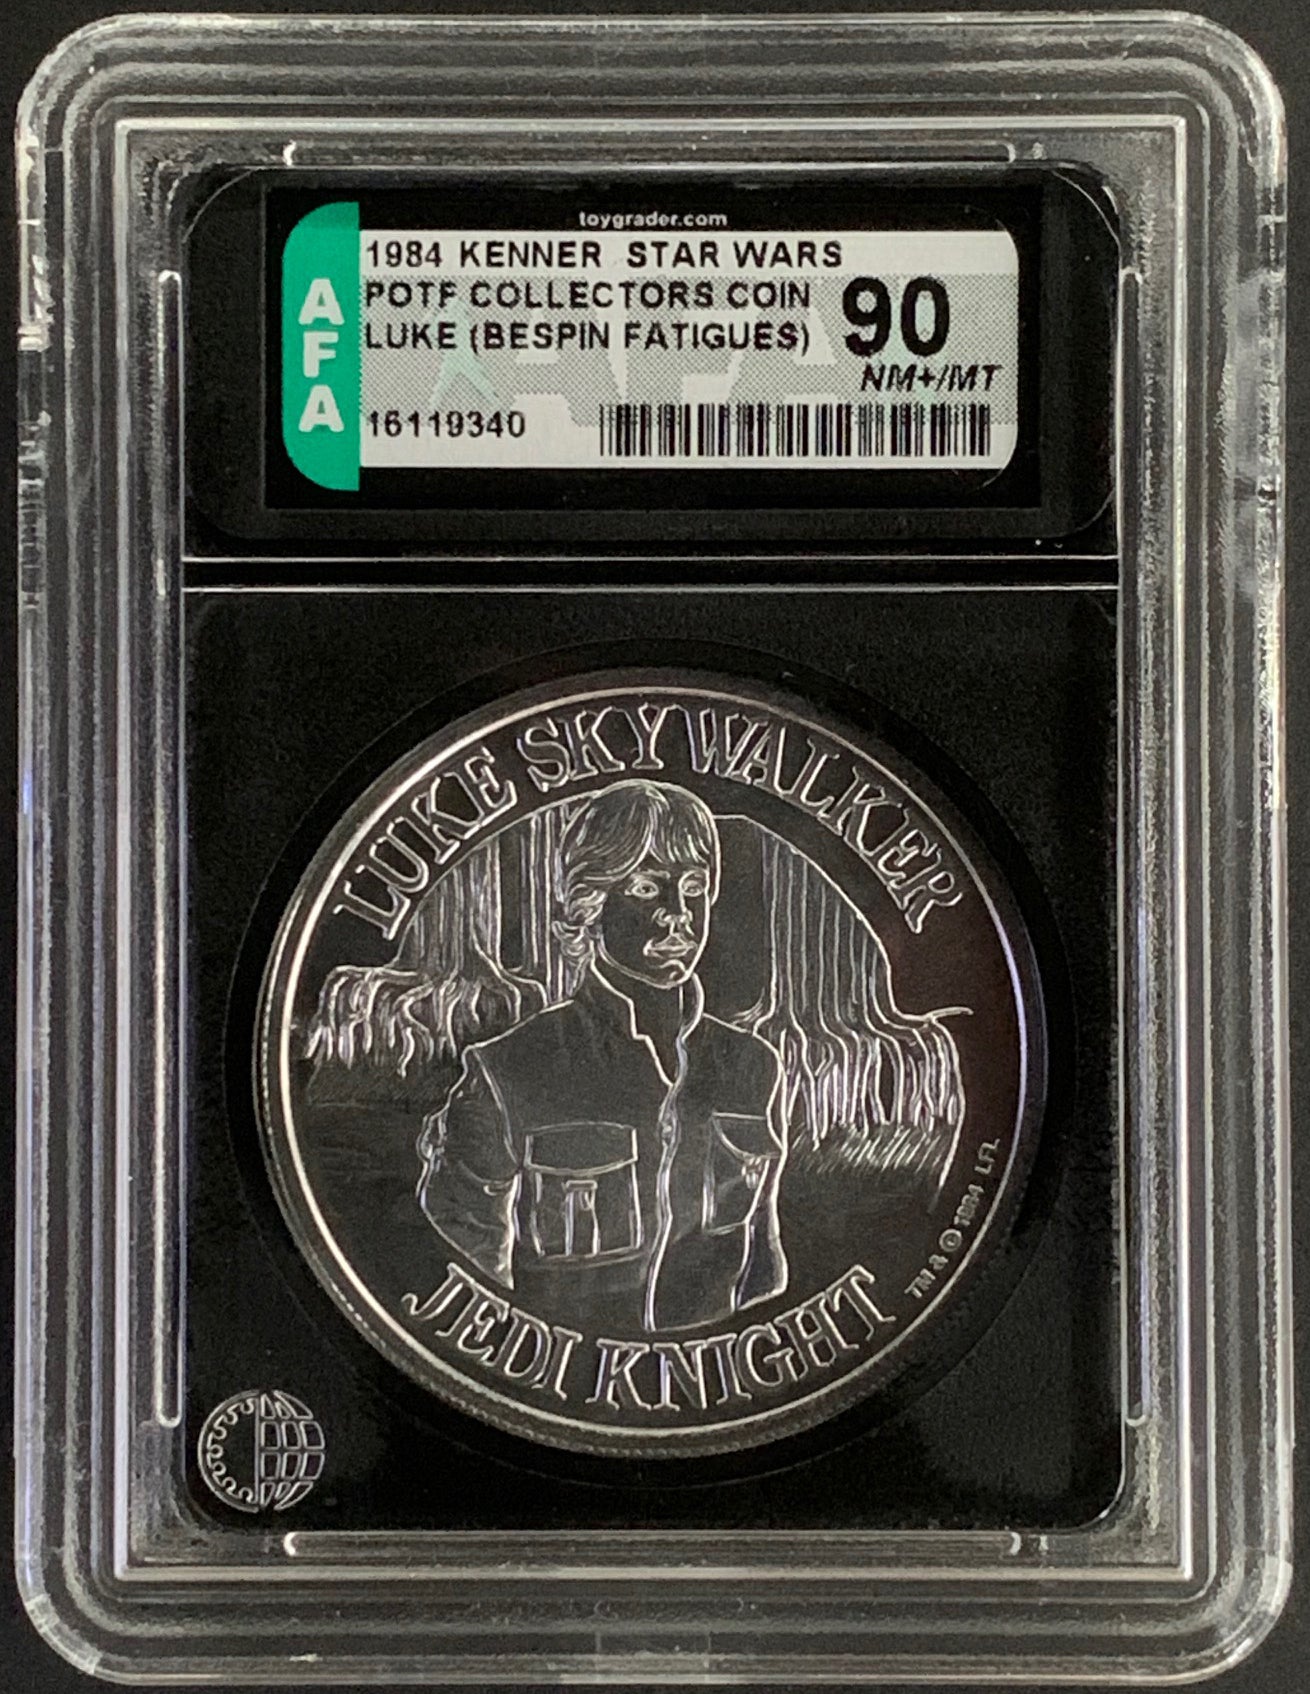 toygrader.com
AFA
1984 KENNER STAR WARS
POTF COLLECTORS COIN
LUKE (BESPIN FATIGUES)
90
NM+/MT
16119340
LUKE SKYWALKER
JEDI KNIGHT
TM & © 1984 LFL